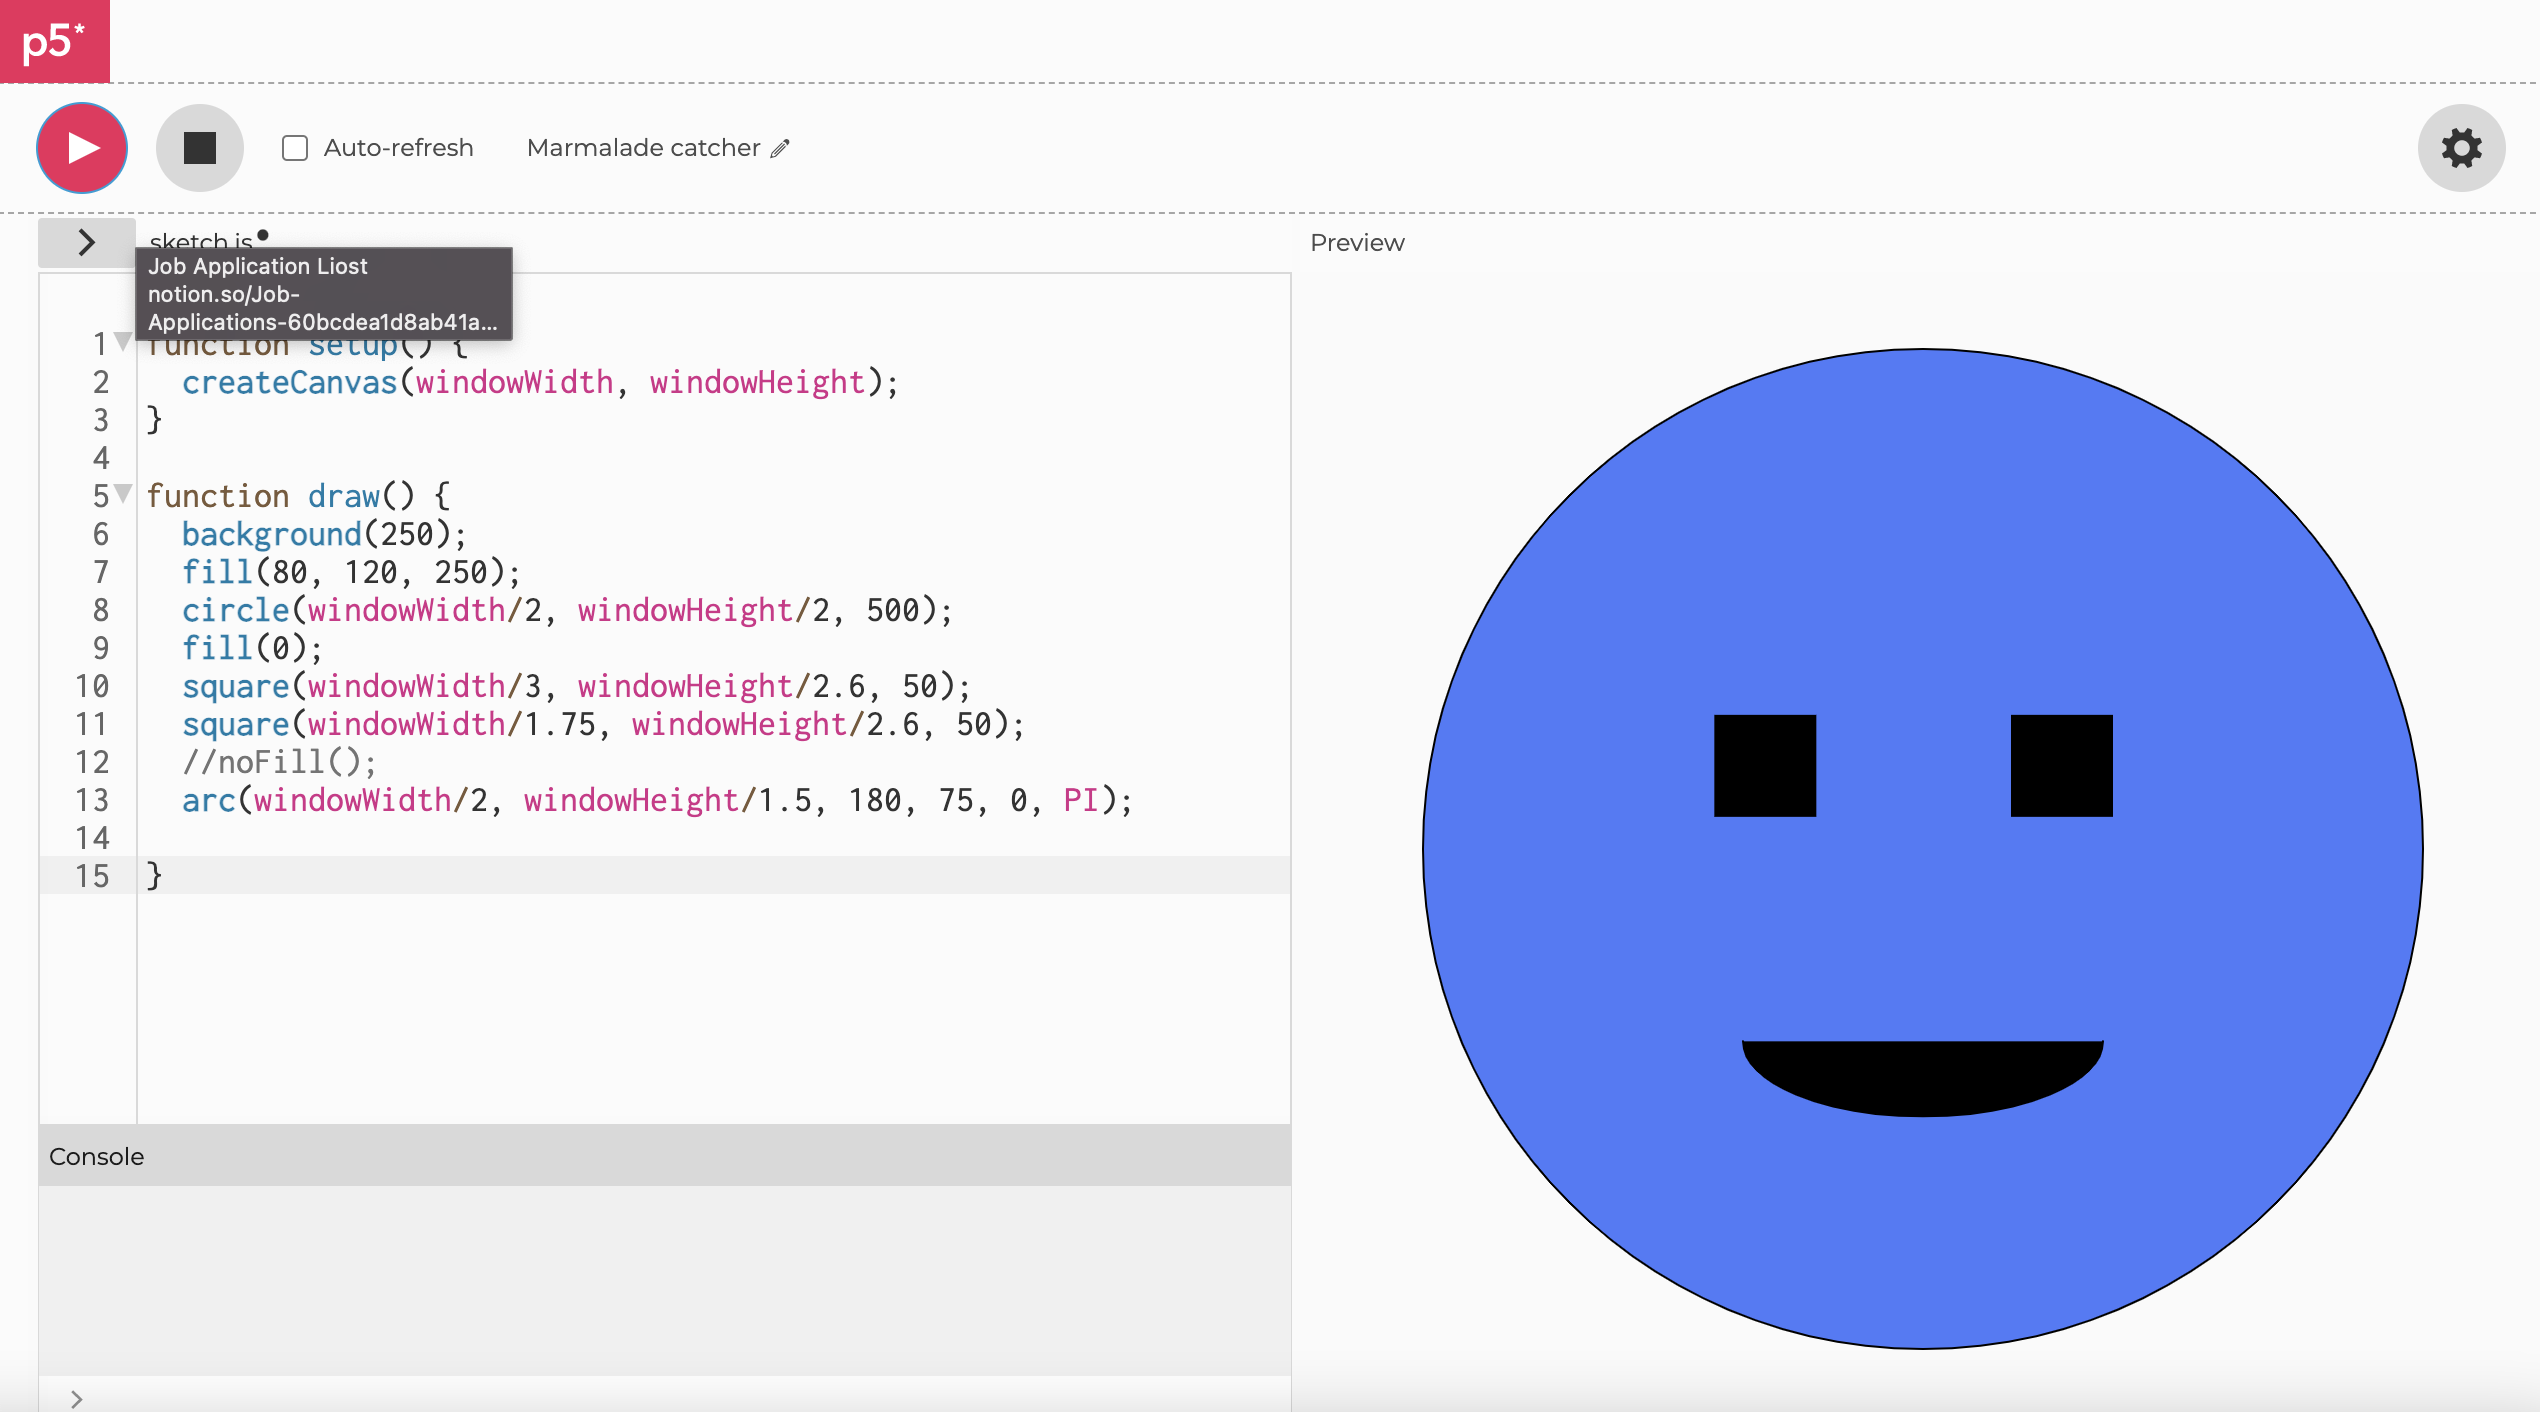 p5*
Auto-refresh
Marmalade catcher
sketch.js
Preview
Job Application Liost
notion.so/Job-
Applications-60bcdea1d8ab41a...
1 function setup() {
2 createCanvas(windowWidth, windowHeight);
3 }
4
5 function draw() {
6 background(250);
7 fill(80, 120, 250);
8 circle(windowWidth/2, windowHeight/2, 500);
9 fill(0);
10 square(windowWidth/3, windowHeight/2.6, 50);
11 square(windowWidth/1.75, windowHeight/2.6, 50);
12 //noFill();
13 arc(windowWidth/2, windowHeight/1.5, 180, 75, 0, PI);
14
15 }
Console